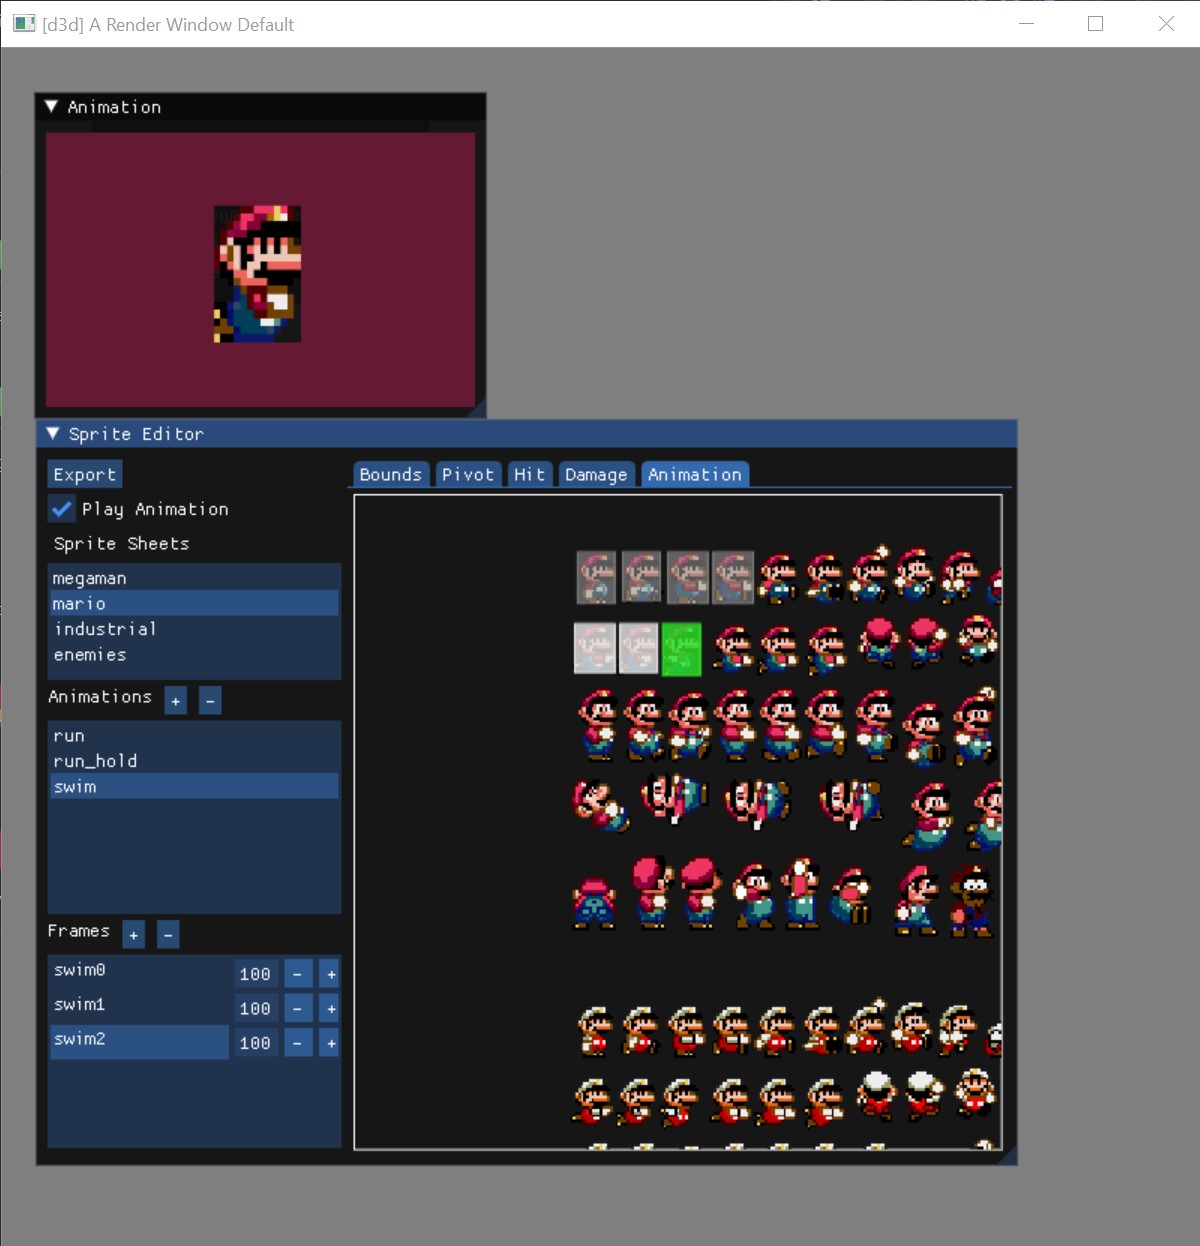 [d3d] A Render Window Default
Animation
Sprite Editor
Export
Bounds Pivot Hit Damage Animation
Play Animation
Sprite Sheets
megaman
mario
industrial
enemies
Animations + -
run
run_hold
swim
Frames + -
swim0 100 - +
swim1 100 - +
swim2 100 - +